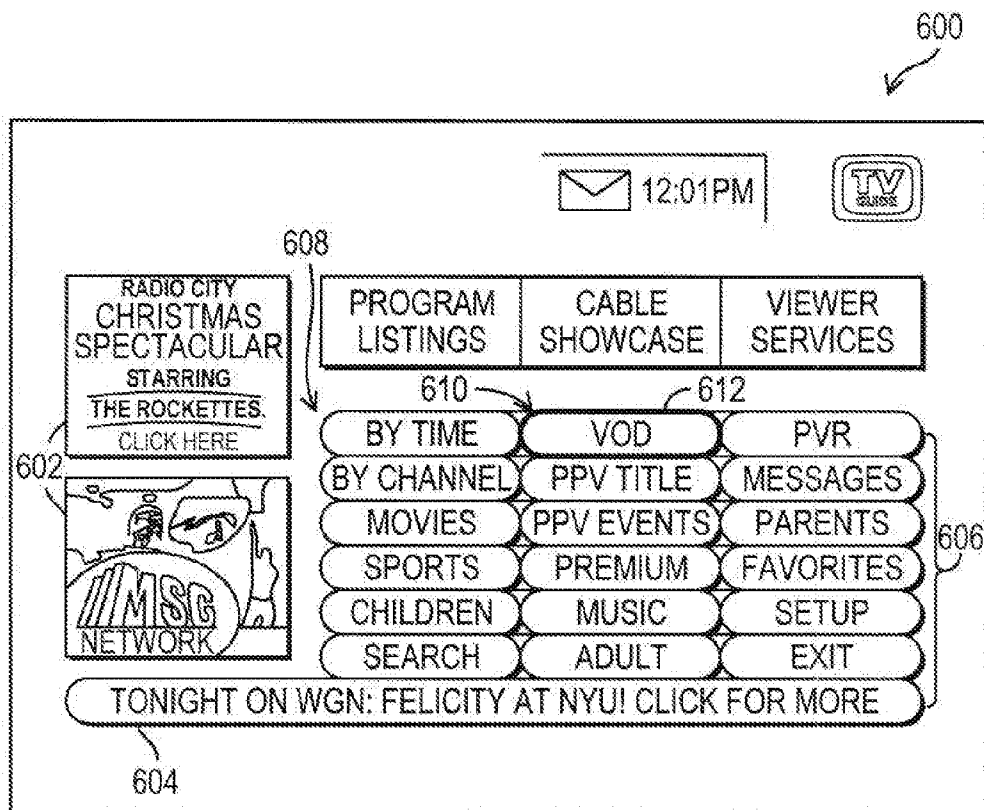 600
12:01PM
TV
GUIDE
608
RADIO CITY
CHRISTMAS
SPECTACULAR
STARRING
THE ROCKETTES.
CLICK HERE
602
MSG
NETWORK
PROGRAM LISTINGS
CABLE SHOWCASE
VIEWER SERVICES
610
612
BY TIME VOD PVR
BY CHANNEL PPV TITLE MESSAGES
MOVIES PPV EVENTS PARENTS
SPORTS PREMIUM FAVORITES
CHILDREN MUSIC SETUP
SEARCH ADULT EXIT
606
TONIGHT ON WGN: FELICITY AT NYU! CLICK FOR MORE
604